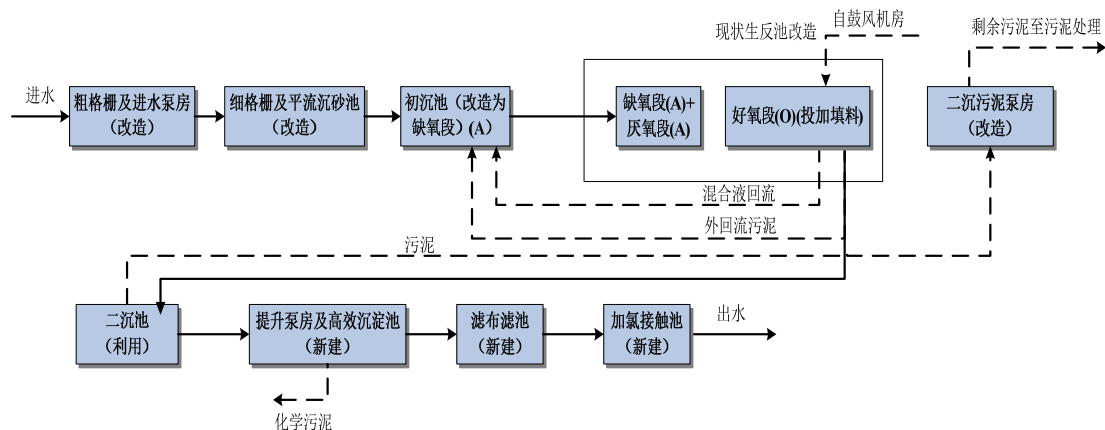 自鼓风机房
现状生反池改造
剩余污泥至污泥处理
进水
粗格栅及进水泵房
(改造)
细格栅及平流沉砂池
(改造)
初沉池(改造为
缺氧段)(A)
缺氧段(A)+
厌氧段(A)
好氧段(O)(投加填料)
二沉污泥泵房
(改造)
混合液回流
外回流污泥
污泥
二沉池
(利用)
提升泵房及高效沉淀池
(新建)
滤布滤池
(新建)
加氯接触池
(新建)
出水
化学污泥